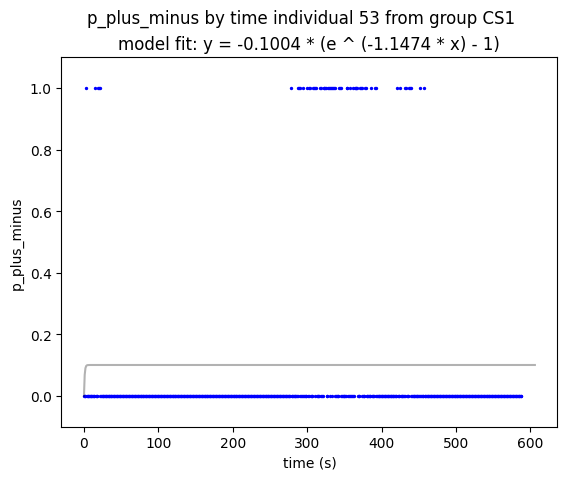 p_plus_minus by time individual 53 from group CS1
model fit: y = -0.1004 * (e ^ (-1.1474 * x) - 1)
1.0
0.8
0.6
0.4
0.2
0.0
p_plus_minus
0 100 200 300 400 500 600
time (s)